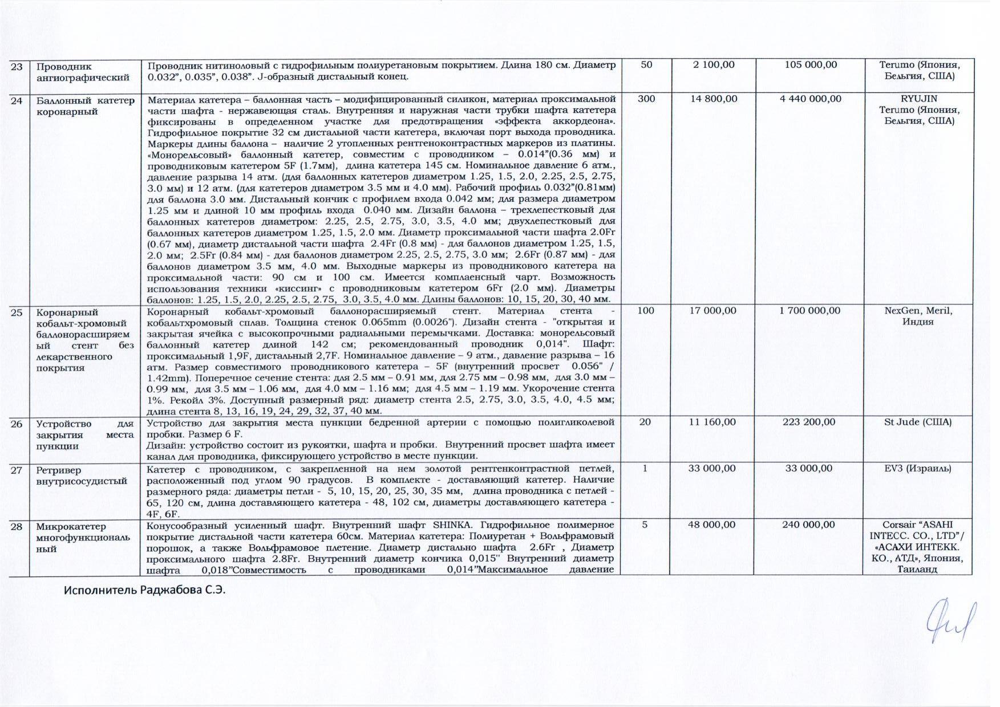 23
Проводник
ангиографический
Проводник нитиноловый с гидрофильным полиуретановым покрытием. Длина 180 см. Диаметр
0.032”, 0.035”, 0.038”. J-образный дистальный конец.
50
2 100,00
105 000,00
Terumo (Япония,
Бельгия, США)
24
Баллонный катетер
коронарный
Материал катетера – баллонная часть – модифицированный силикон, материал проксимальной
части шафта - нержавеющая сталь. Внутренняя и наружная части трубки шафта катетера
фиксированы в определенном участке для предотвращения «эффекта аккордеона».
Гидрофильное покрытие 32 см дистальной части катетера, включая порт выхода проводника.
Маркеры длины баллона – наличие 2 утопленных рентгеноконтрастных маркеров из платины.
«Монорельсовый» баллонный катетер, совместим с проводником – 0.014”(0.36 мм) и
проводниковым катетером 5F (1.7мм), длина катетера 145 см. Номинальное давление 6 атм.,
давление разрыва 14 атм. (для баллонных катетеров диаметром 1.25, 1.5, 2.0, 2.25, 2.5, 2.75,
3.0 мм) и 12 атм. (для катетеров диаметром 3.5 мм и 4.0 мм). Рабочий профиль 0.032”(0.81мм)
для баллона 3.0 мм. Дистальный кончик с профилем входа 0.042 мм; для размера диаметром
1.25 мм и длиной 10 мм профиль входа 0.040 мм. Дизайн баллона – трехлепестковый для
баллонных катетеров диаметром: 2.25, 2.5, 2.75, 3.0, 3.5, 4.0 мм; двухлепестковый для
баллонных катетеров диаметром 1.25, 1.5, 2.0 мм. Диаметр проксимальной части шафта 2.0Fr
(0.67 мм), диаметр дистальной части шафта 2.4Fr (0.8 мм) - для баллонов диаметром 1.25, 1.5,
2.0 мм; 2.5Fr (0.84 мм) - для баллонов диаметром 2.25, 2.5, 2.75, 3.0 мм; 2.6Fr (0.87 мм) - для
баллонов диаметром 3.5 мм, 4.0 мм. Выходные маркеры из проводникового катетера на
проксимальной части: 90 см и 100 см. Имеется комплаенсный чарт. Возможность
использования техники «киссинг» с проводниковым катетером 6Fr (2.0 мм). Диаметры
баллонов: 1.25, 1.5, 2.0, 2.25, 2.5, 2.75, 3.0, 3.5, 4.0 мм. Длины баллонов: 10, 15, 20, 30, 40 мм.
300
14 800,00
4 440 000,00
RYUJIN
Terumo (Япония,
Бельгия, США)
25
Коронарный
кобальт-хромовый
баллонорасширяем
ый стент без
лекарственного
покрытия
Коронарный кобальт-хромовый баллонорасширяемый стент. Материал стента -
кобальтхромовый сплав. Толщина стенок 0.065mm (0.0026"). Дизайн стента - "открытая и
закрытая ячейка с высокопрочными радиальными перемычками. Доставка: монорельсовый
баллонный катетер длиной 142 см; рекомендованный проводник 0,014". Шафт:
проксимальный 1,9F, дистальный 2,7F. Номинальное давление – 9 атм., давление разрыва – 16
атм. Размер совместимого проводникового катетера – 5F (внутренний просвет 0.056" /
1.42mm). Поперечное сечение стента: для 2.5 мм – 0.91 мм, для 2.75 мм – 0.98 мм, для 3.0 мм –
0.99 мм, для 3.5 мм – 1.06 мм, для 4.0 мм – 1.16 мм; для 4.5 мм – 1.19 мм. Укорочение стента
1%. Рекойл 3%. Доступный размерный ряд: диаметр стента 2.5, 2.75, 3.0, 3.5, 4.0, 4.5 мм;
длина стента 8, 13, 16, 19, 24, 29, 32, 37, 40 мм.
100
17 000,00
1 700 000,00
NexGen, Meril,
Индия
26
Устройство для
закрытия места
пункции
Устройство для закрытия места пункции бедренной артерии с помощью полигликолевой
пробки. Размер 6 F.
Дизайн: устройство состоит из рукоятки, шафта и пробки. Внутренний просвет шафта имеет
канал для проводника, фиксирующего устройство в месте пункции.
20
11 160,00
223 200,00
St Jude (США)
27
Ретривер
внутрисосудистый
Катетер с проводником, с закрепленной на нем золотой рентгенконтрастной петлей,
расположенный под углом 90 градусов. В комплекте - доставляющий катетер. Наличие
размерного ряда: диаметры петли - 5, 10, 15, 20, 25, 30, 35 мм, длина проводника с петлей -
65, 120 см, длина доставляющего катетера - 48, 102 см, диаметры доставляющего катетера -
4F, 6F.
1
33 000,00
33 000,00
EV3 (Израиль)
28
Микрокатетер
многофункциональ
ный
Конусообразный усиленный шафт. Внутренний шафт SHINKA. Гидрофильное полимерное
покрытие дистальной части катетера 60см. Материал катетера: Полиуретан + Вольфрамовый
порошок, а также Вольфрамовое плетение. Диаметр дистально шафта 2.6Fr , Диаметр
проксимального шафта 2.8Fr. Внутренний диаметр кончика 0,015" Внутренний диаметр
шафта 0,018”Совместимость с проводниками 0,014”Максимальное давление
5
48 000,00
240 000,00
Corsair “ASAHI
INTECC. CO., LTD”/
«АСАХИ ИНТЕКК.
КО., ЛТД», Япония,
Таиланд
Исполнитель Раджабова С.Э.